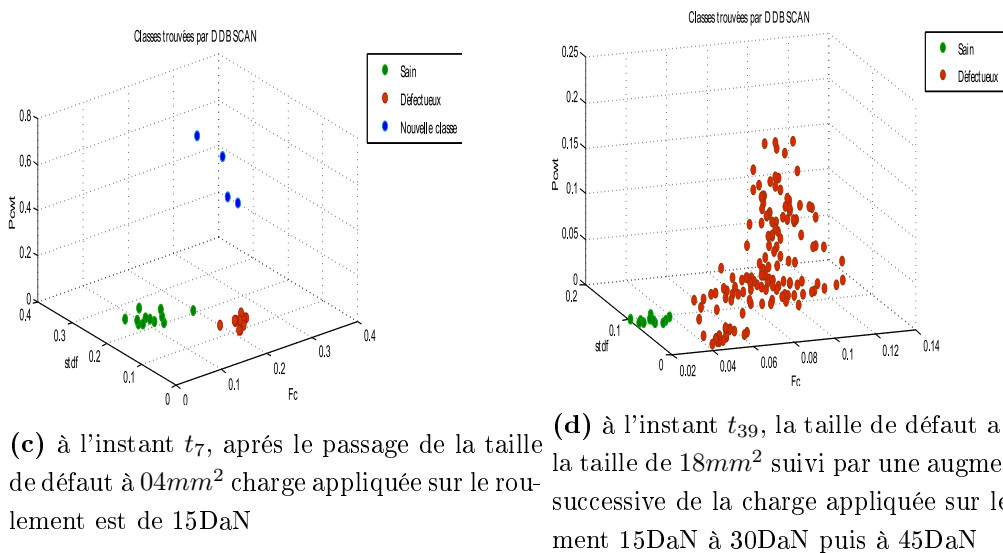 Classes trouvées par DDBSCAN
Sain
Défectueux
Nouvelle classe
0.8
0.6
0.4
0.2
0
Pcwt
0.4
0.3
0.2
0.1
0
stdf
0
0.1
0.2
0.3
0.4
Fc
(c) à l'instant t7, aprés le passage de la taille
de défaut à 04mm² charge appliquée sur le rou-
lement est de 15DaN
Classes trouvées par DDBSCAN
Sain
Défectueux
0.25
0.2
0.15
0.1
0.05
0
Pcwt
0.2
0.1
0
stdf
0.02
0.04
0.06
0.08
0.1
0.12
0.14
Fc
(d) à l'instant t39, la taille de défaut a
la taille de 18mm² suivi par une augme
successive de la charge appliquée sur le
ment 15DaN à 30DaN puis à 45DaN